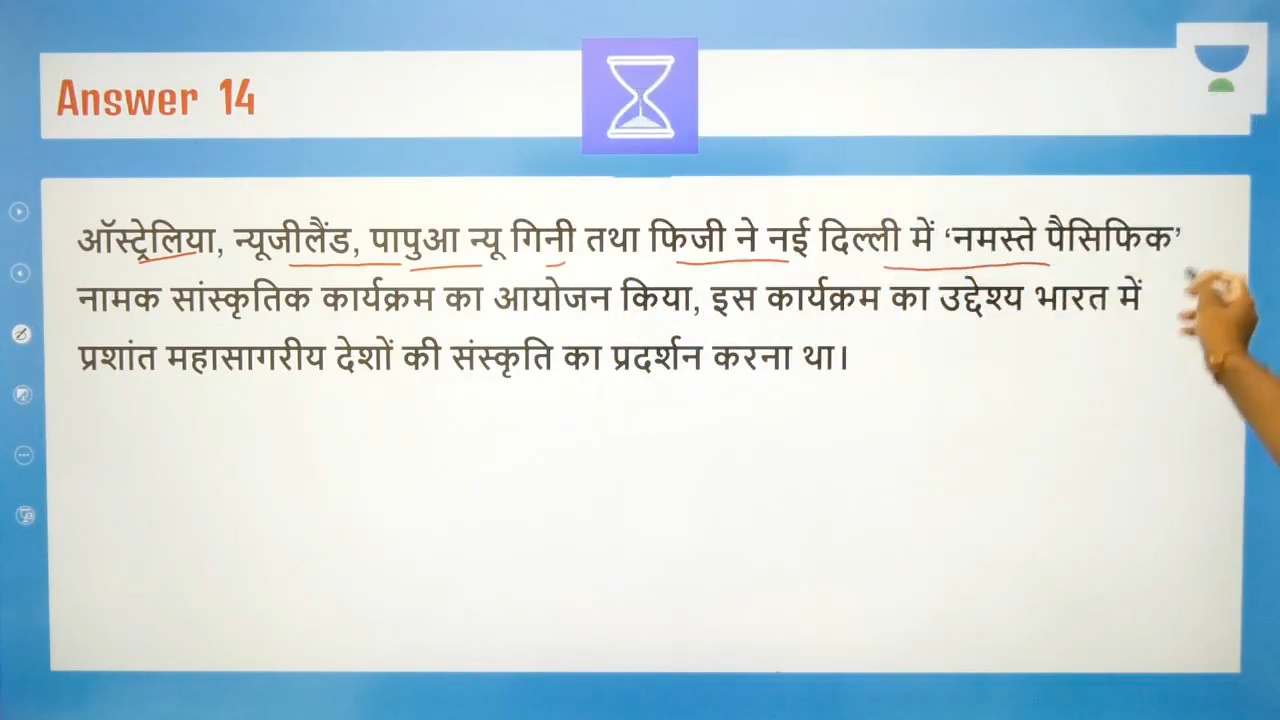 Answer 14
ऑस्ट्रेलिया, न्यूजीलैंड, पापुआ न्यू गिनी तथा फिजी ने नई दिल्ली में ‘नमस्ते पैसिफिक’
नामक सांस्कृतिक कार्यक्रम का आयोजन किया, इस कार्यक्रम का उद्देश्य भारत में
प्रशांत महासागरीय देशों की संस्कृति का प्रदर्शन करना था।